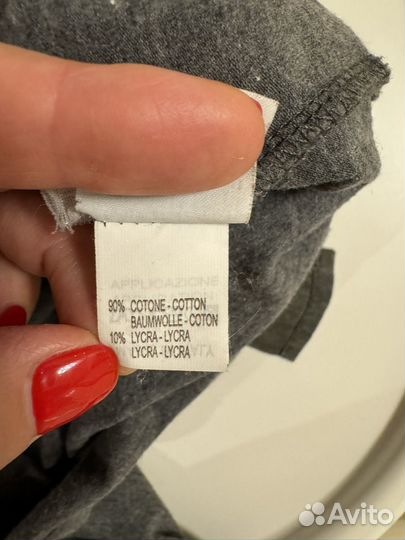 APPLICAZIONE
90% COTONE - COTTON
BAUMWOLLE - COTON
10% LYCRA - LYCRA
LYCRA - LYCRA
Avito